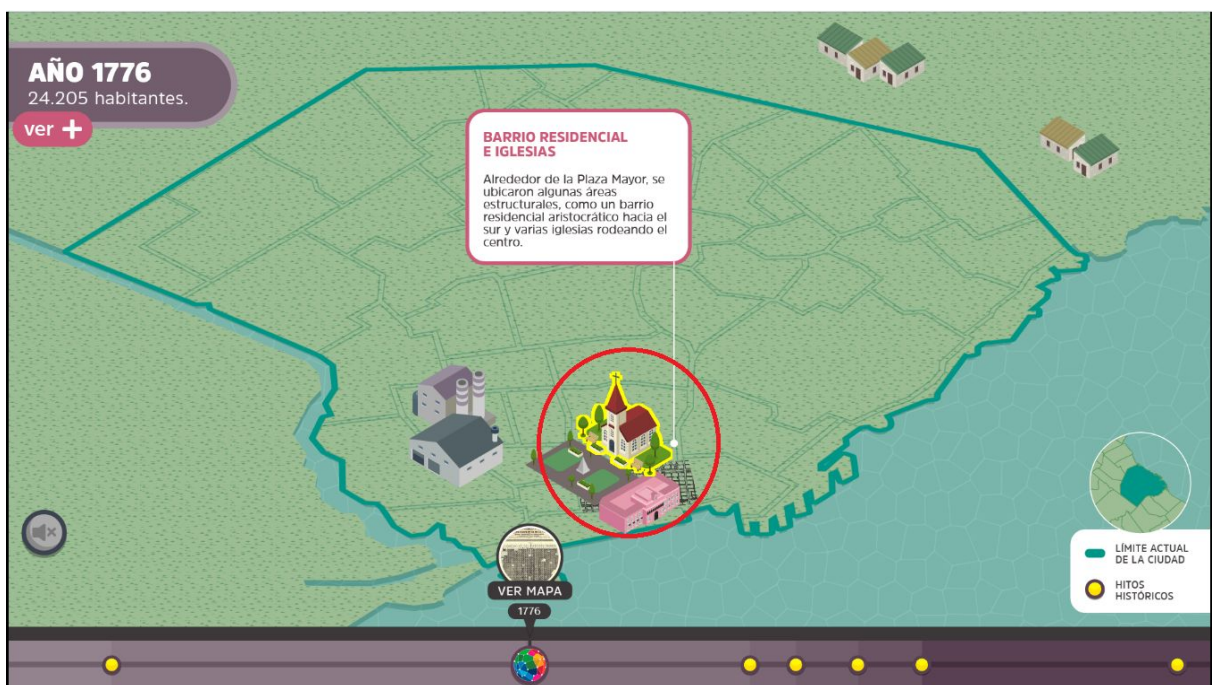 AÑO 1776
24.205 habitantes.
ver +
BARRIO RESIDENCIAL
E IGLESIAS
Alrededor de la Plaza Mayor, se
ubicaron algunas áreas
estructurales, como un barrio
residencial aristocrático hacia el
sur y varias iglesias rodeando el
centro.
VER MAPA
1776
LÍMITE ACTUAL
DE LA CIUDAD
HITOS
HISTÓRICOS